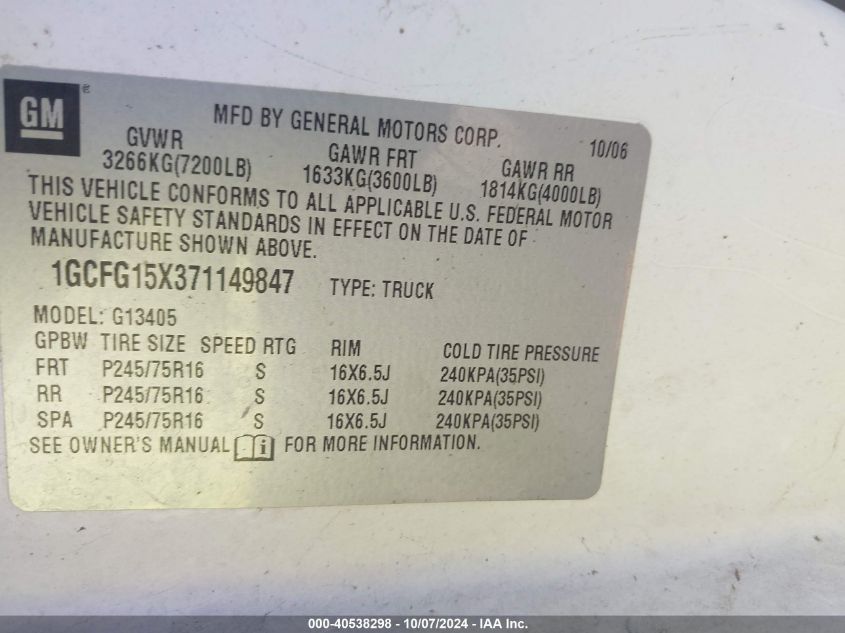 GM®
MFD BY GENERAL MOTORS CORP. 10/06
GVWR GAWR FRT GAWR RR
3266KG(7200LB) 1633KG(3600LB) 1814KG(4000LB)
THIS VEHICLE CONFORMS TO ALL APPLICABLE U.S. FEDERAL MOTOR
VEHICLE SAFETY STANDARDS IN EFFECT ON THE DATE OF
MANUFACTURE SHOWN ABOVE.
1GCFG15X371149847 TYPE: TRUCK
MODEL: G13405
GPBW TIRE SIZE SPEED RTG RIM COLD TIRE PRESSURE
FRT P245/75R16 S 16X6.5J 240KPA(35PSI)
RR P245/75R16 S 16X6.5J 240KPA(35PSI)
SPA P245/75R16 S 16X6.5J 240KPA(35PSI)
SEE OWNER'S MANUAL i FOR MORE INFORMATION.
000-40538298 - 10/07/2024 - IAA Inc.